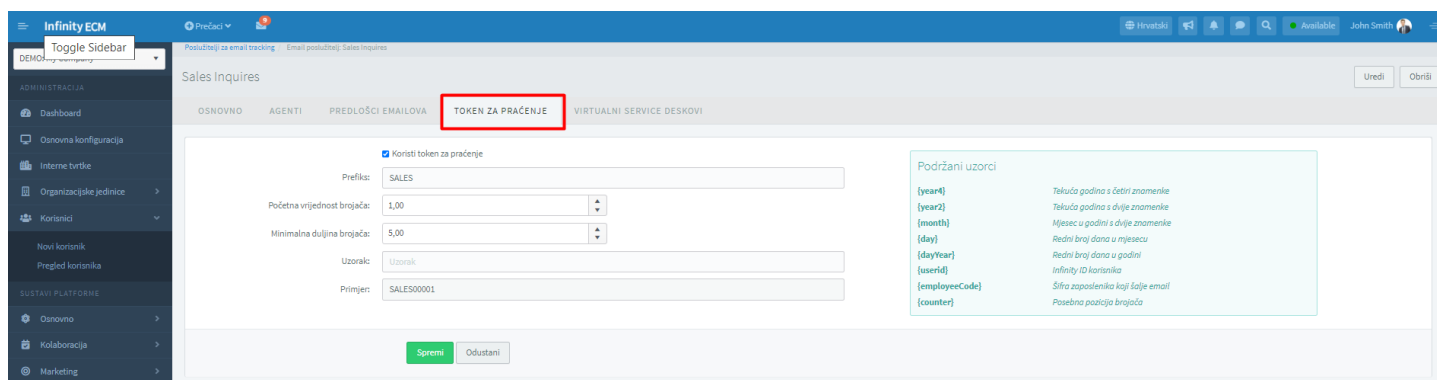 Infinity ECM
Prečaci
9
Hrvatski
Available
John Smith
Toggle Sidebar
DEMO
Company
Poslužitelji za email tracking / Email poslužitelj: Sales Inquires
Sales Inquires
Uredi
Obriši
OSNOVNO
AGENTI
PREDLOŠCI EMAILOVA
TOKEN ZA PRAĆENJE
VIRTUALNI SERVICE DESKOVI
ADMINISTRACIJA
Dashboard
Osnovna konfiguracija
Interne tvrtke
Organizacijske jedinice
Korisnici
Novi korisnik
Pregled korisnika
SUSTAVI PLATFORME
Osnovno
Kolaboracija
Marketing
Koristi token za praćenje
Prefiks: SALES
Početna vrijednost brojača: 1,00
Minimalna duljina brojača: 5,00
Uzorak: Uzorak
Primjer: SALES00001
Spremi
Odustani
Podržani uzorci
{year4} Tekuća godina s četiri znamenke
{year2} Tekuća godina s dvije znamenke
{month} Mjesec u godini s dvije znamenke
{day} Redni broj dana u mjesecu
{dayYear} Redni broj dana u godini
{userid} Infinity ID korisnika
{employeeCode} Šifra zaposlenika koji šalje email
{counter} Posebna pozicija brojača